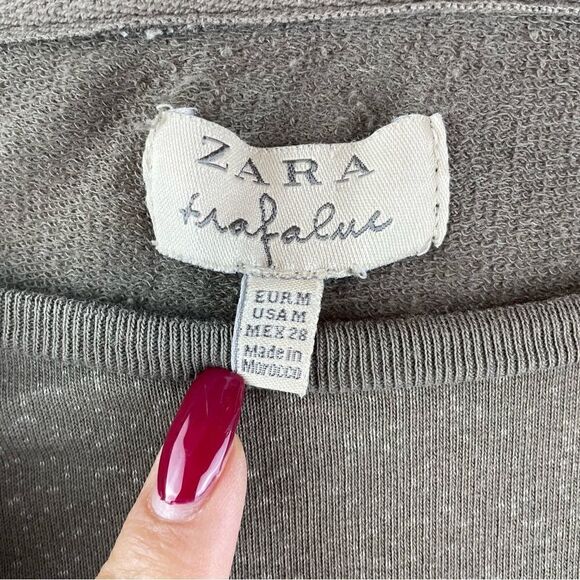 ZARA
trafaluc
EUR M
USA M
MEX 28
Made in
Morocco